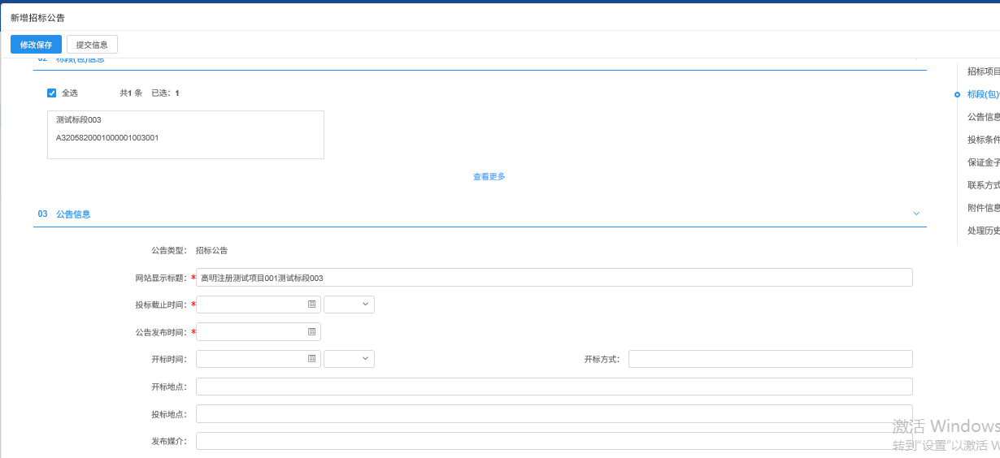 新增招标公告
修改保存 提交信息
02 标段(包)信息
全选 共1 条 已选：1
测试标段003
A3205820001000001003001
查看更多
03 公告信息
公告类型： 招标公告
网站显示标题：* 高明注册测试项目001测试标段003
投标截止时间：*
公告发布时间：*
开标时间： 开标方式：
开标地点：
投标地点：
发布媒介：
招标项目
标段(包)
公告信息
投标条件
保证金子
联系方式
附件信息
处理历史
激活 Windows
转到"设置"以激活 W